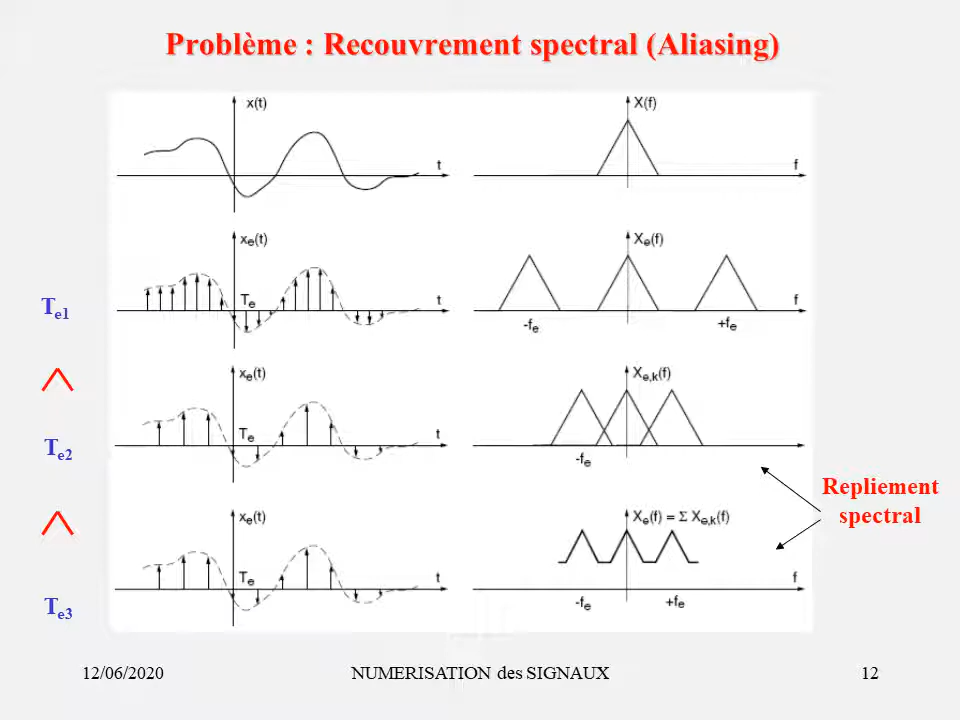 Problème : Recouvrement spectral (Aliasing)
x(t)
X(f)
t
f
xe(t)
Xe(f)
Te1
Te
t
f
-fe
+fe
xe(t)
Xe,k(f)
Te2
Te
t
-fe
Repliement
spectral
xe(t)
Xe(f) = Σ Xe,k(f)
Te3
Te
t
f
-fe
+fe
12/06/2020
NUMERISATION des SIGNAUX
12